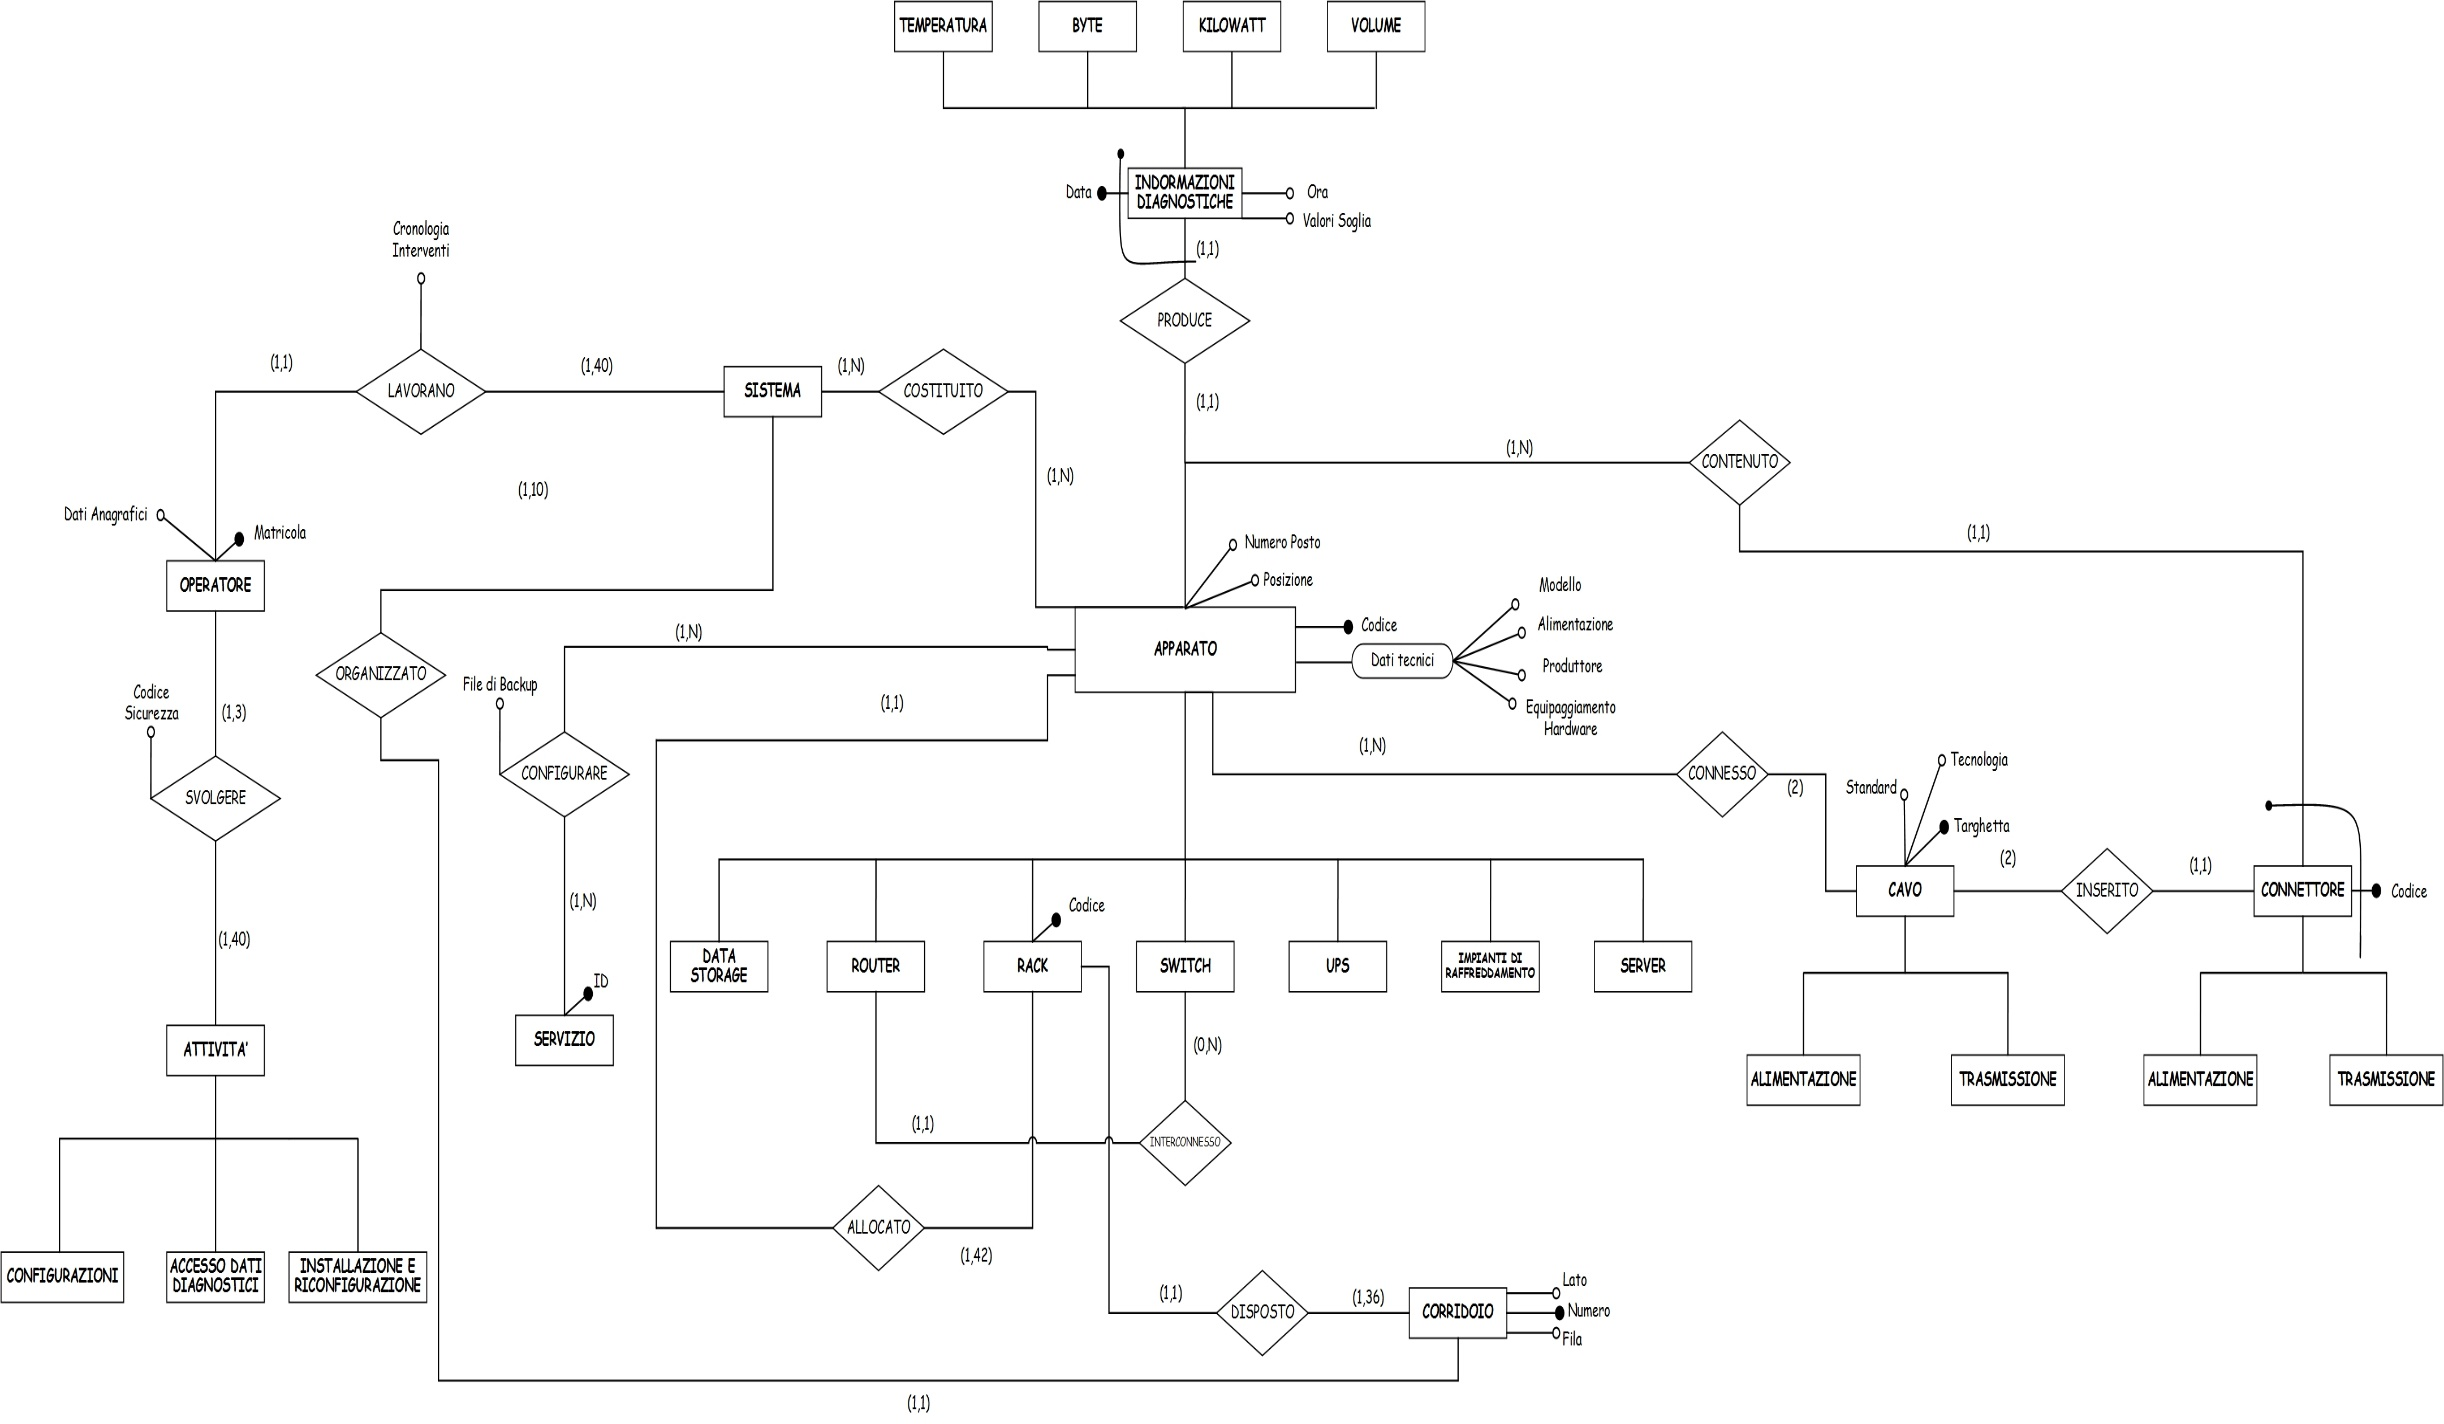 TEMPERATURA
BYTE
KILOWATT
VOLUME
Data
INDORMAZIONI
DIAGNOSTICHE
Ora
Valori Soglia
(1,1)
PRODUCE
(1,1)
Cronologia
Interventi
(1,1)
LAVORANO
(1,40)
SISTEMA
(1,N)
COSTITUITO
(1,N)
(1,N)
CONTENUTO
(1,1)
(1,10)
Dati Anagrafici
Matricola
OPERATORE
Numero Posto
Posizione
APPARATO
Codice
Dati tecnici
Modello
Alimentazione
Produttore
Equipaggiamento
Hardware
(1,N)
ORGANIZZATO
File di Backup
(1,1)
Codice
Sicurezza
(1,3)
SVOLGERE
CONFIGURARE
(1,N)
CONNESSO
(2)
Tecnologia
Standard
Targhetta
(2)
(1,1)
CAVO
INSERITO
CONNETTORE
Codice
(1,N)
(1,40)
Codice
DATA
STORAGE
ROUTER
RACK
SWITCH
UPS
IMPIANTI DI
RAFFREDDAMENTO
SERVER
ID
SERVIZIO
ATTIVITA'
(0,N)
ALIMENTAZIONE
TRASMISSIONE
ALIMENTAZIONE
TRASMISSIONE
(1,1)
INTERCONNESSO
ALLOCATO
(1,42)
CONFIGURAZIONI
ACCESSO DATI
DIAGNOSTICI
INSTALLAZIONE E
RICONFIGURAZIONE
(1,1)
DISPOSTO
(1,36)
CORRIDOIO
Lato
Numero
Fila
(1,1)